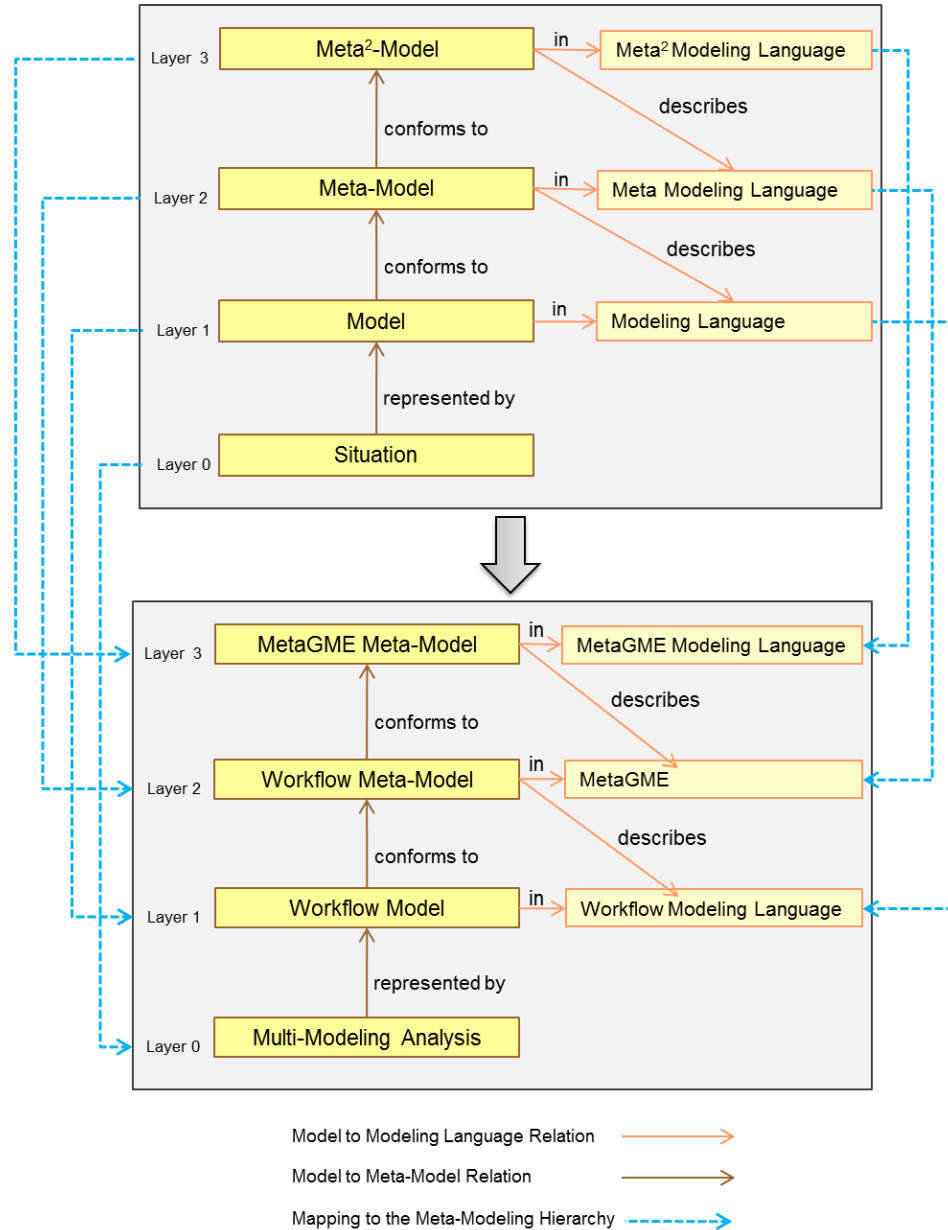 Layer 3
Meta²-Model
in
Meta² Modeling Language
describes
conforms to
Layer 2
Meta-Model
in
Meta Modeling Language
describes
conforms to
Layer 1
Model
in
Modeling Language
represented by
Layer 0
Situation
Layer 3
MetaGME Meta-Model
in
MetaGME Modeling Language
describes
conforms to
Layer 2
Workflow Meta-Model
in
MetaGME
describes
conforms to
Layer 1
Workflow Model
in
Workflow Modeling Language
represented by
Layer 0
Multi-Modeling Analysis
Model to Modeling Language Relation
Model to Meta-Model Relation
Mapping to the Meta-Modeling Hierarchy